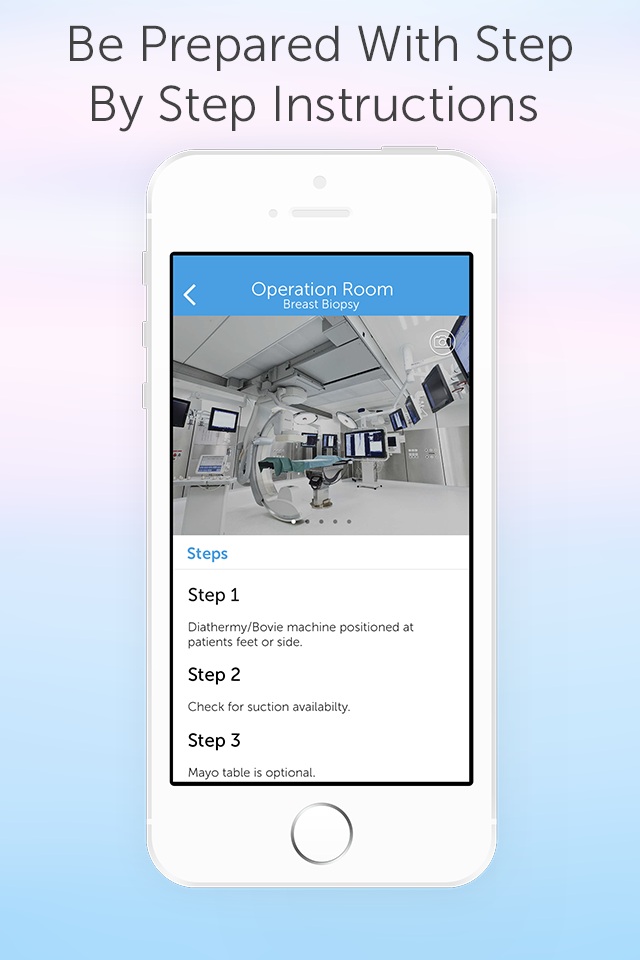 Be Prepared With Step
By Step Instructions
Operation Room
Breast Biopsy
Steps
Step 1
Diathermy/Bovie machine positioned at
patients feet or side.
Step 2
Check for suction availabilty.
Step 3
Mayo table is optional.